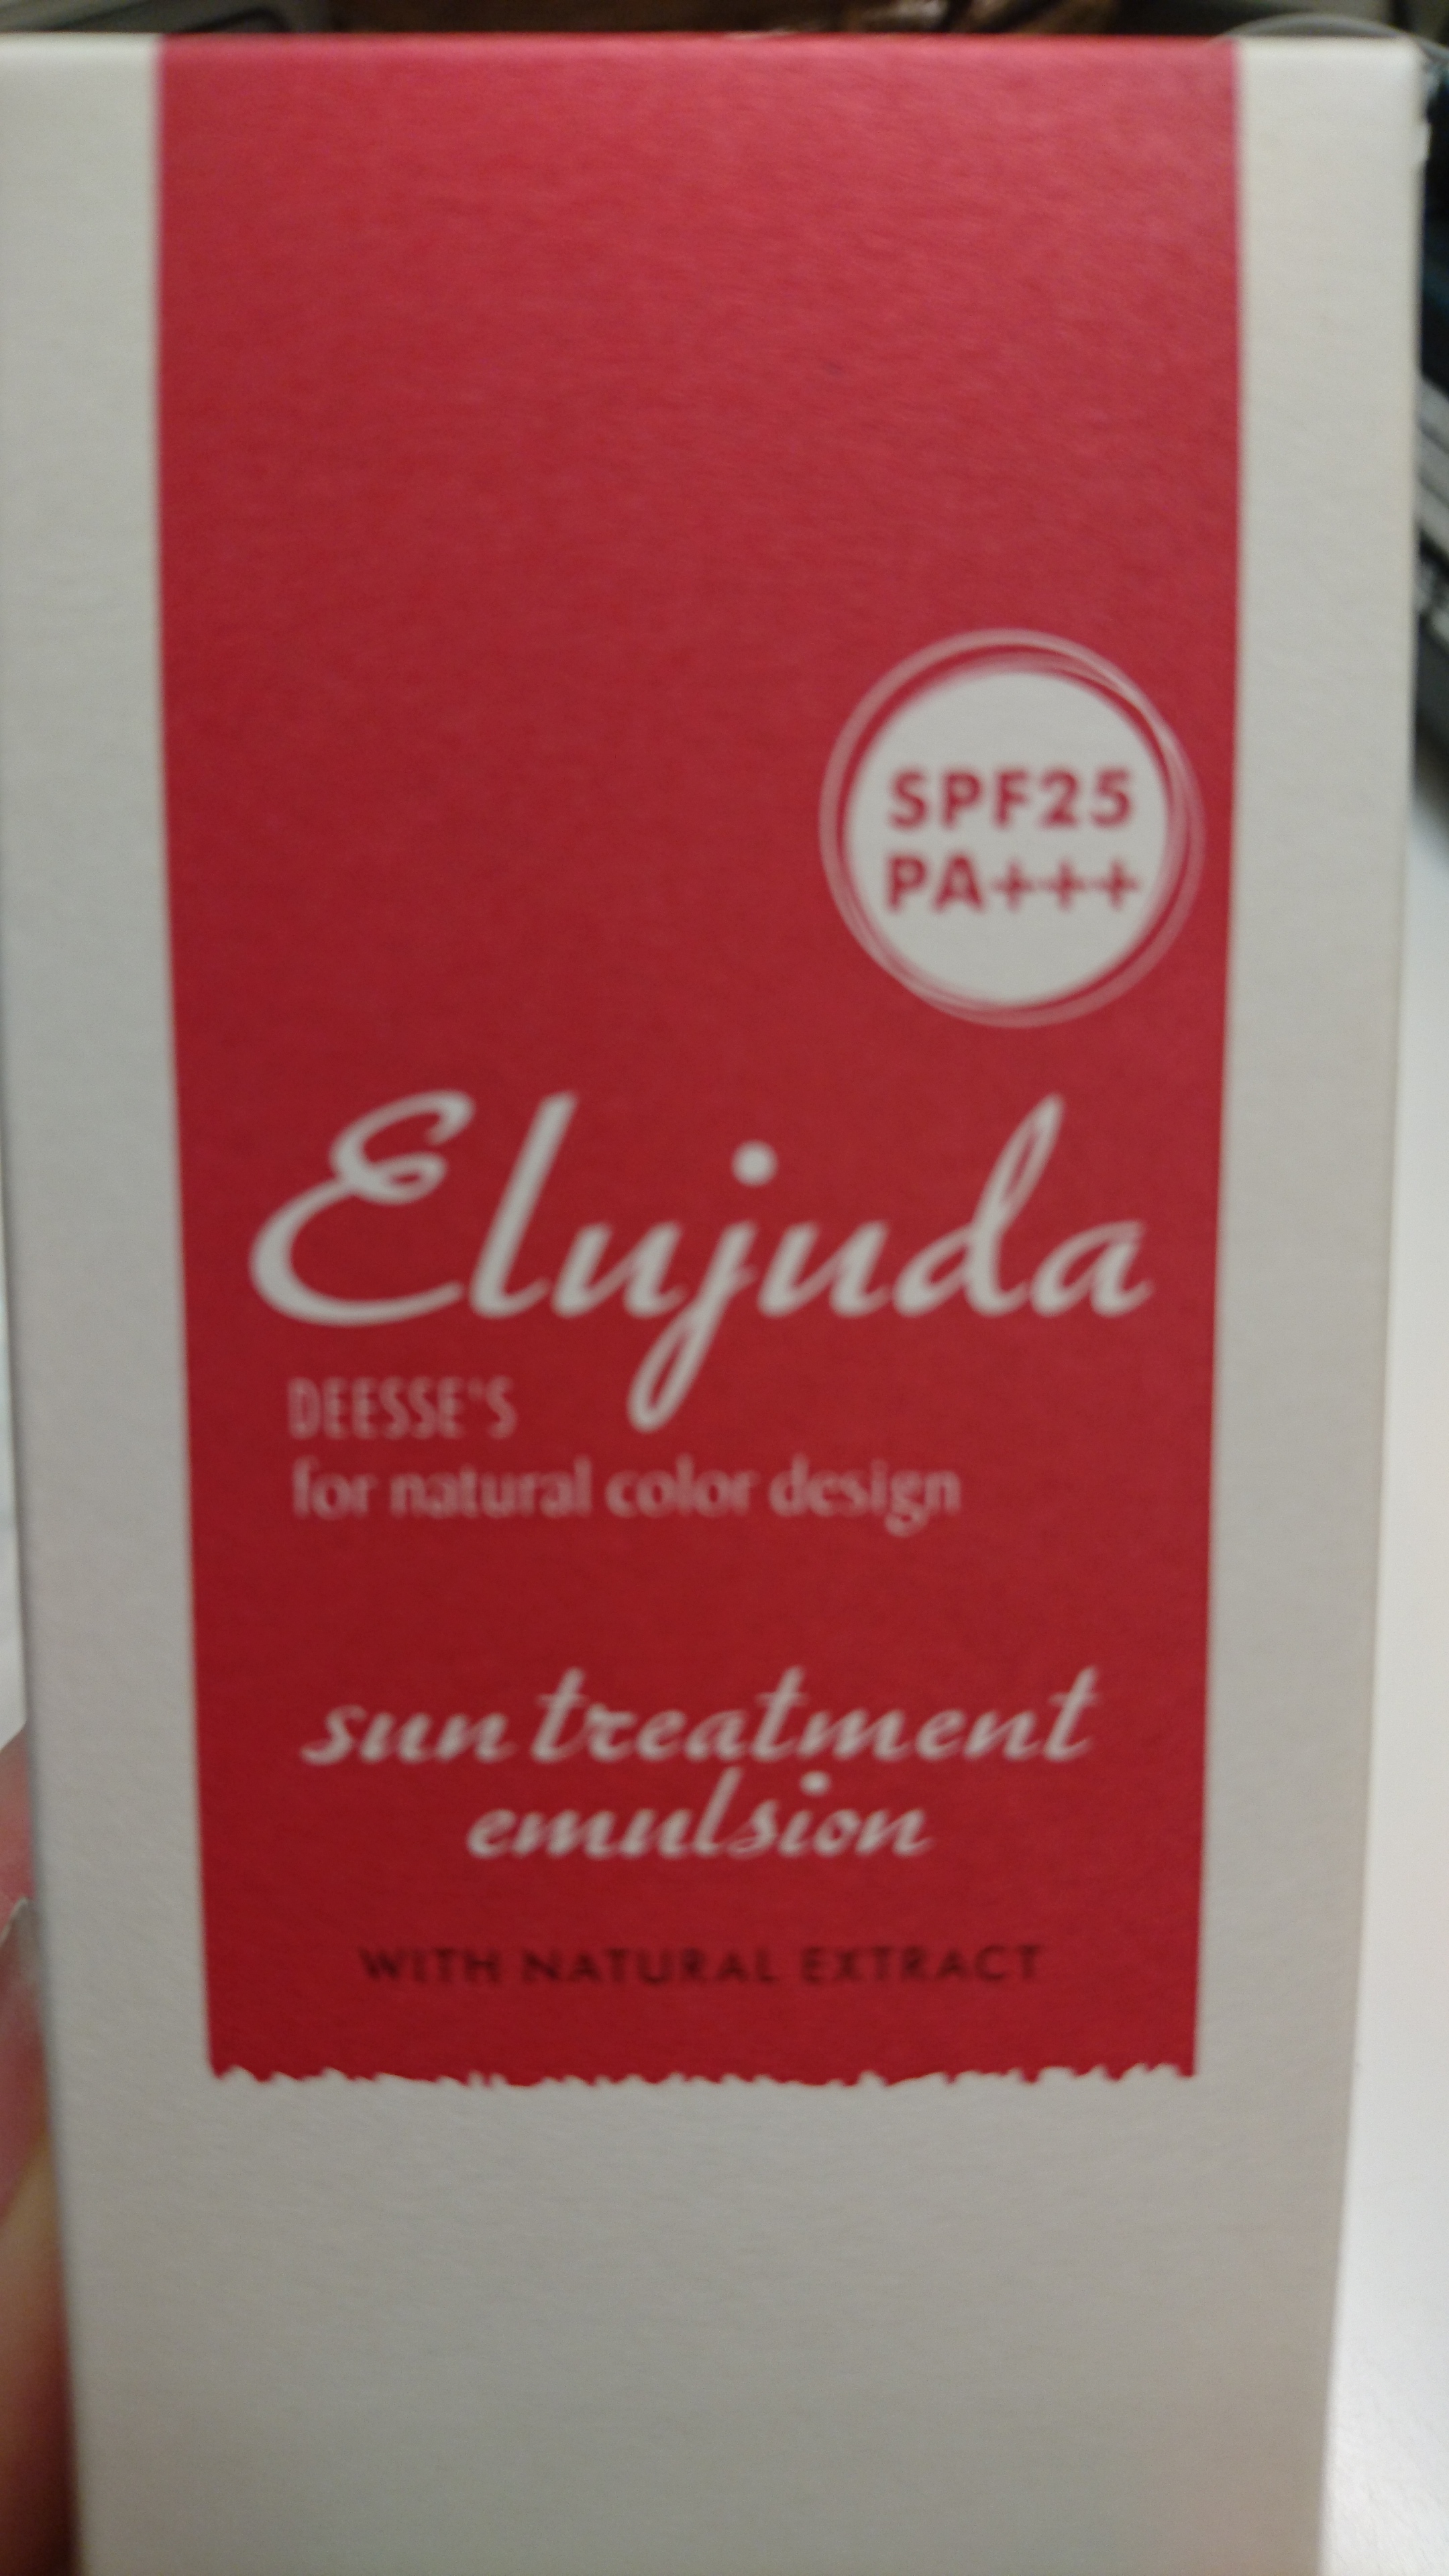 SPF25
PA+++
Elujuda
DEESSE'S
for natural color design
sun treatment
emulsion
WITH NATURAL EXTRACT